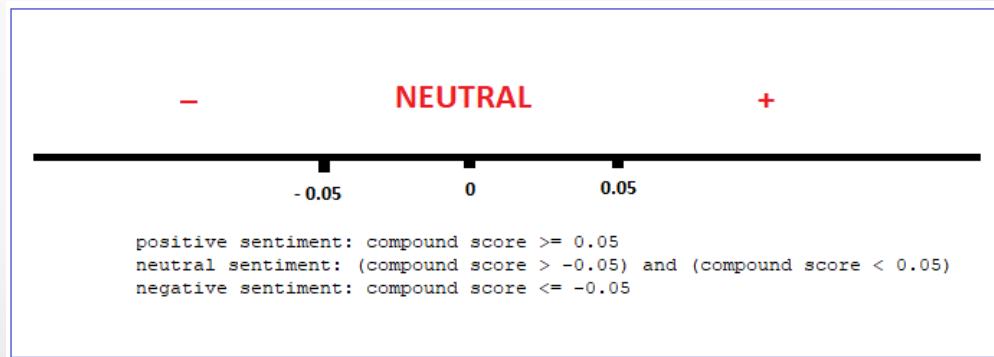 – NEUTRAL +
- 0.05 0 0.05
positive sentiment: compound score >= 0.05
neutral sentiment: (compound score > -0.05) and (compound score < 0.05)
negative sentiment: compound score <= -0.05